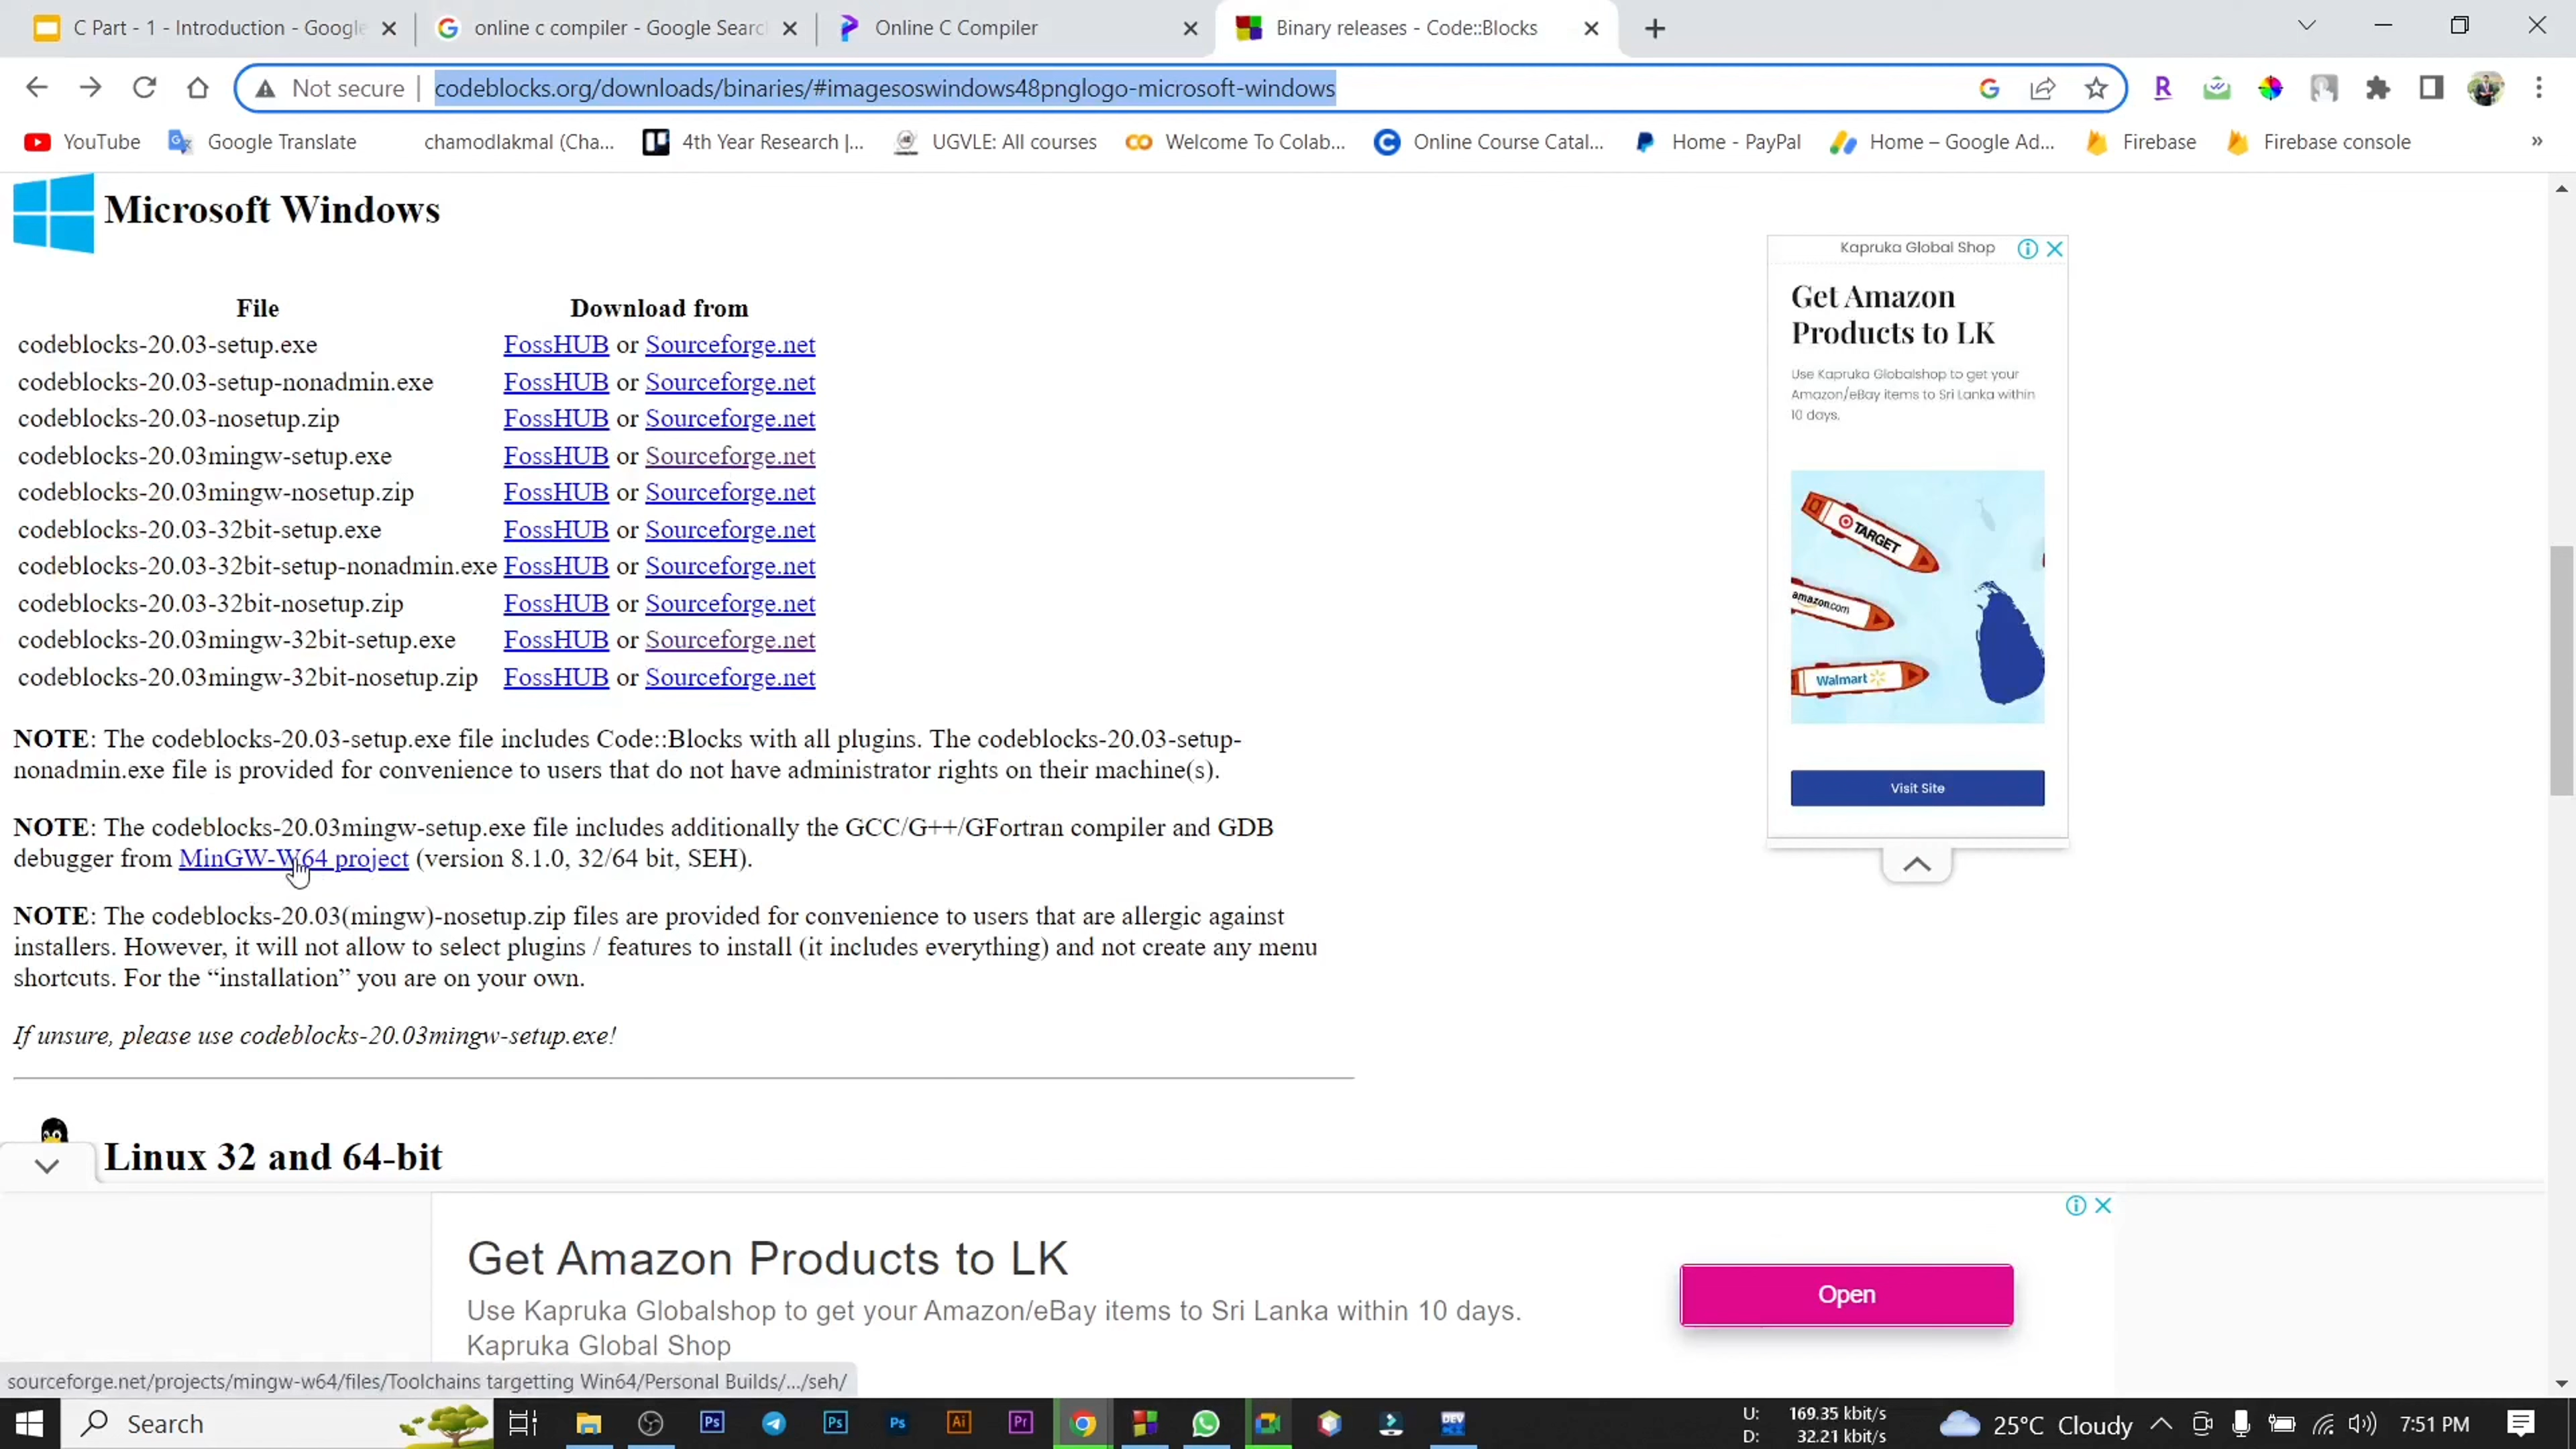 C Part - 1 - Introduction - Google
online c compiler - Google Searc
Online C Compiler
Binary releases - Code::Blocks
Not secure
codeblocks.org/downloads/binaries/#imagesoswindows48pnglogo-microsoft-windows
YouTube
Google Translate
chamodlakmal (Cha...
4th Year Research |...
UGVLE: All courses
Welcome To Colab...
Online Course Catal...
Home - PayPal
Home – Google Ad...
Firebase
Firebase console
»
Microsoft Windows
File Download from
codeblocks-20.03-setup.exe FossHUB or Sourceforge.net
codeblocks-20.03-setup-nonadmin.exe FossHUB or Sourceforge.net
codeblocks-20.03-nosetup.zip FossHUB or Sourceforge.net
codeblocks-20.03mingw-setup.exe FossHUB or Sourceforge.net
codeblocks-20.03mingw-nosetup.zip FossHUB or Sourceforge.net
codeblocks-20.03-32bit-setup.exe FossHUB or Sourceforge.net
codeblocks-20.03-32bit-setup-nonadmin.exe FossHUB or Sourceforge.net
codeblocks-20.03-32bit-nosetup.zip FossHUB or Sourceforge.net
codeblocks-20.03mingw-32bit-setup.exe FossHUB or Sourceforge.net
codeblocks-20.03mingw-32bit-nosetup.zip FossHUB or Sourceforge.net
NOTE: The codeblocks-20.03-setup.exe file includes Code::Blocks with all plugins. The codeblocks-20.03-setup-
nonadmin.exe file is provided for convenience to users that do not have administrator rights on their machine(s).
NOTE: The codeblocks-20.03mingw-setup.exe file includes additionally the GCC/G++/GFortran compiler and GDB
debugger from MinGW-W64 project (version 8.1.0, 32/64 bit, SEH).
NOTE: The codeblocks-20.03(mingw)-nosetup.zip files are provided for convenience to users that are allergic against
installers. However, it will not allow to select plugins / features to install (it includes everything) and not create any menu
shortcuts. For the “installation” you are on your own.
If unsure, please use codeblocks-20.03mingw-setup.exe!
Linux 32 and 64-bit
Kapruka Global Shop
Get Amazon
Products to LK
Use Kapruka Globalshop to get your
Amazon/eBay items to Sri Lanka within
10 days.
TARGET
amazon.com
Walmart
Visit Site
Get Amazon Products to LK
Use Kapruka Globalshop to get your Amazon/eBay items to Sri Lanka within 10 days.
Kapruka Global Shop
Open
sourceforge.net/projects/mingw-w64/files/Toolchains targetting Win64/Personal Builds/.../seh/
Search
Ps
Ps
Ps
Ai
Pr
DEV
U: 169.35 kbit/s
D: 32.21 kbit/s
25°C Cloudy
7:51 PM